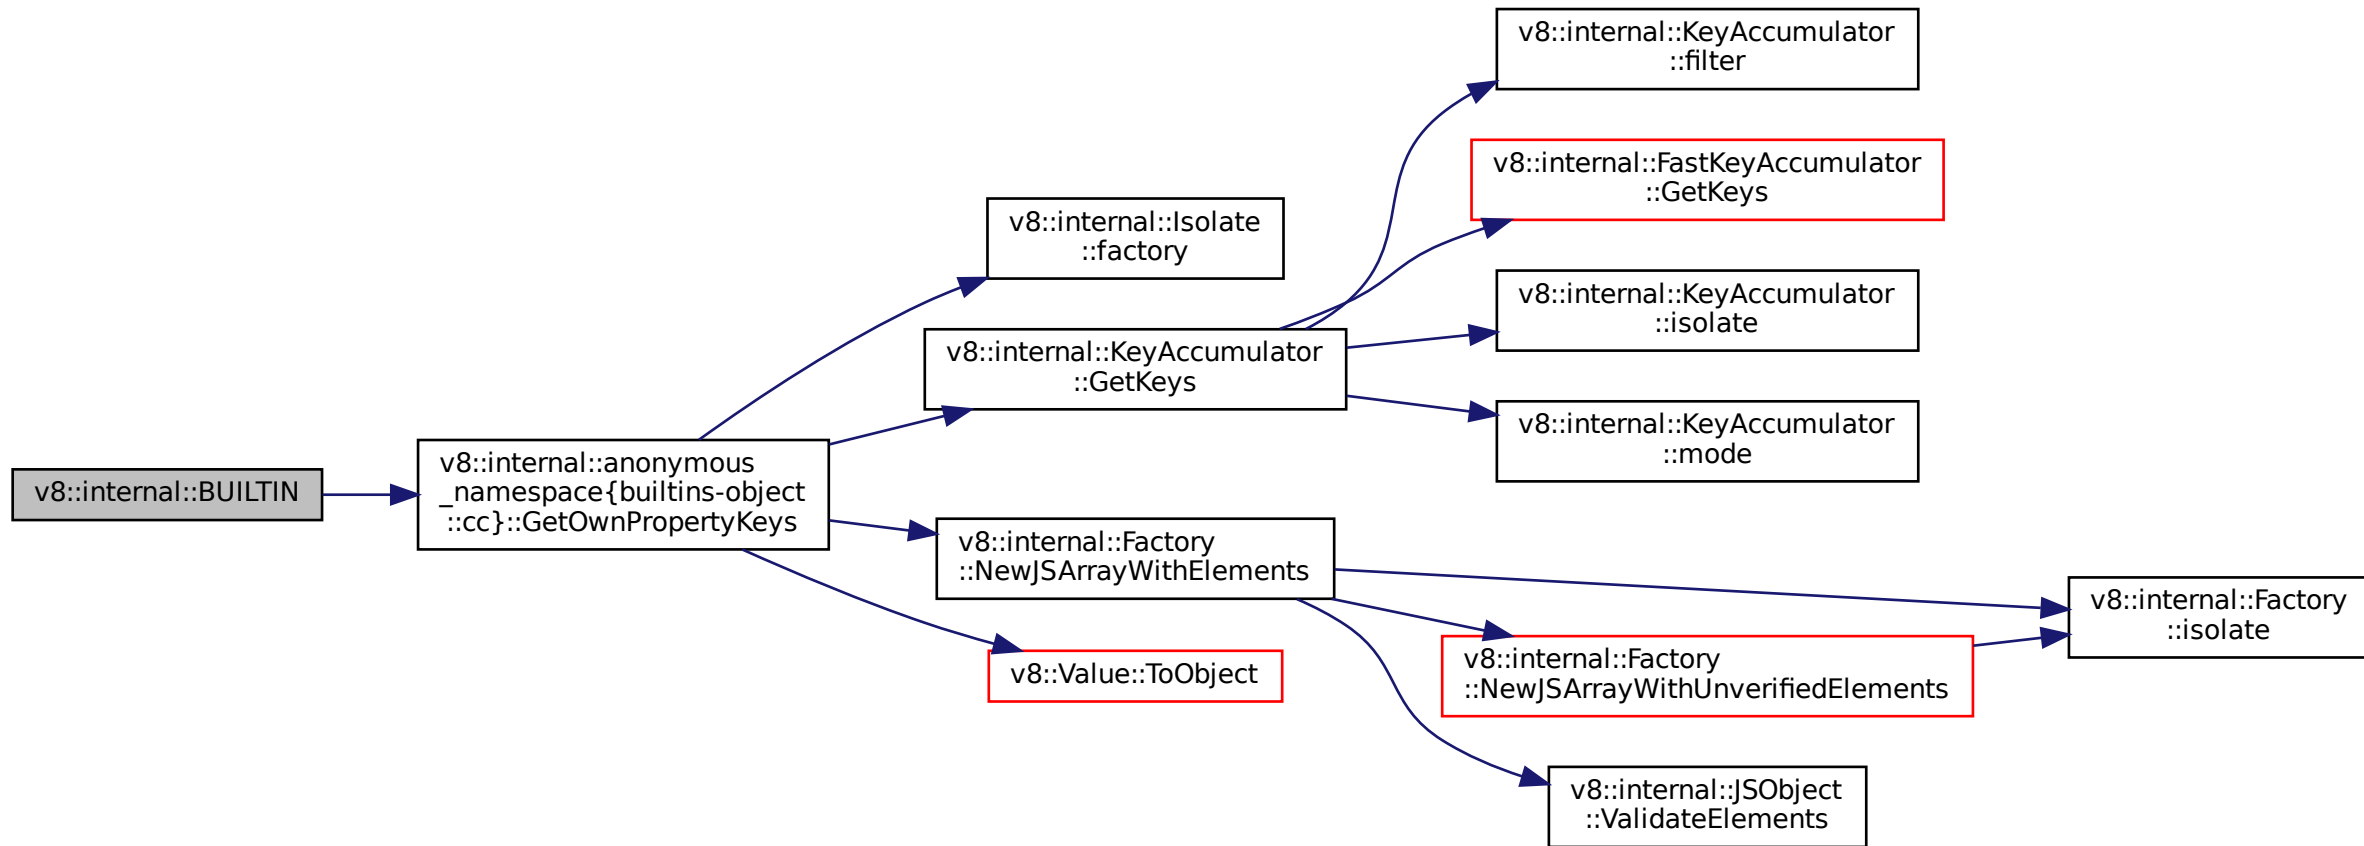 v8::internal::BUILTIN
v8::internal::anonymous
_namespace{builtins-object
::cc}::GetOwnPropertyKeys
v8::internal::Isolate
::factory
v8::internal::KeyAccumulator
::GetKeys
v8::internal::Factory
::NewJSArrayWithElements
v8::Value::ToObject
v8::internal::KeyAccumulator
::filter
v8::internal::FastKeyAccumulator
::GetKeys
v8::internal::KeyAccumulator
::isolate
v8::internal::KeyAccumulator
::mode
v8::internal::Factory
::NewJSArrayWithUnverifiedElements
v8::internal::JSObject
::ValidateElements
v8::internal::Factory
::isolate